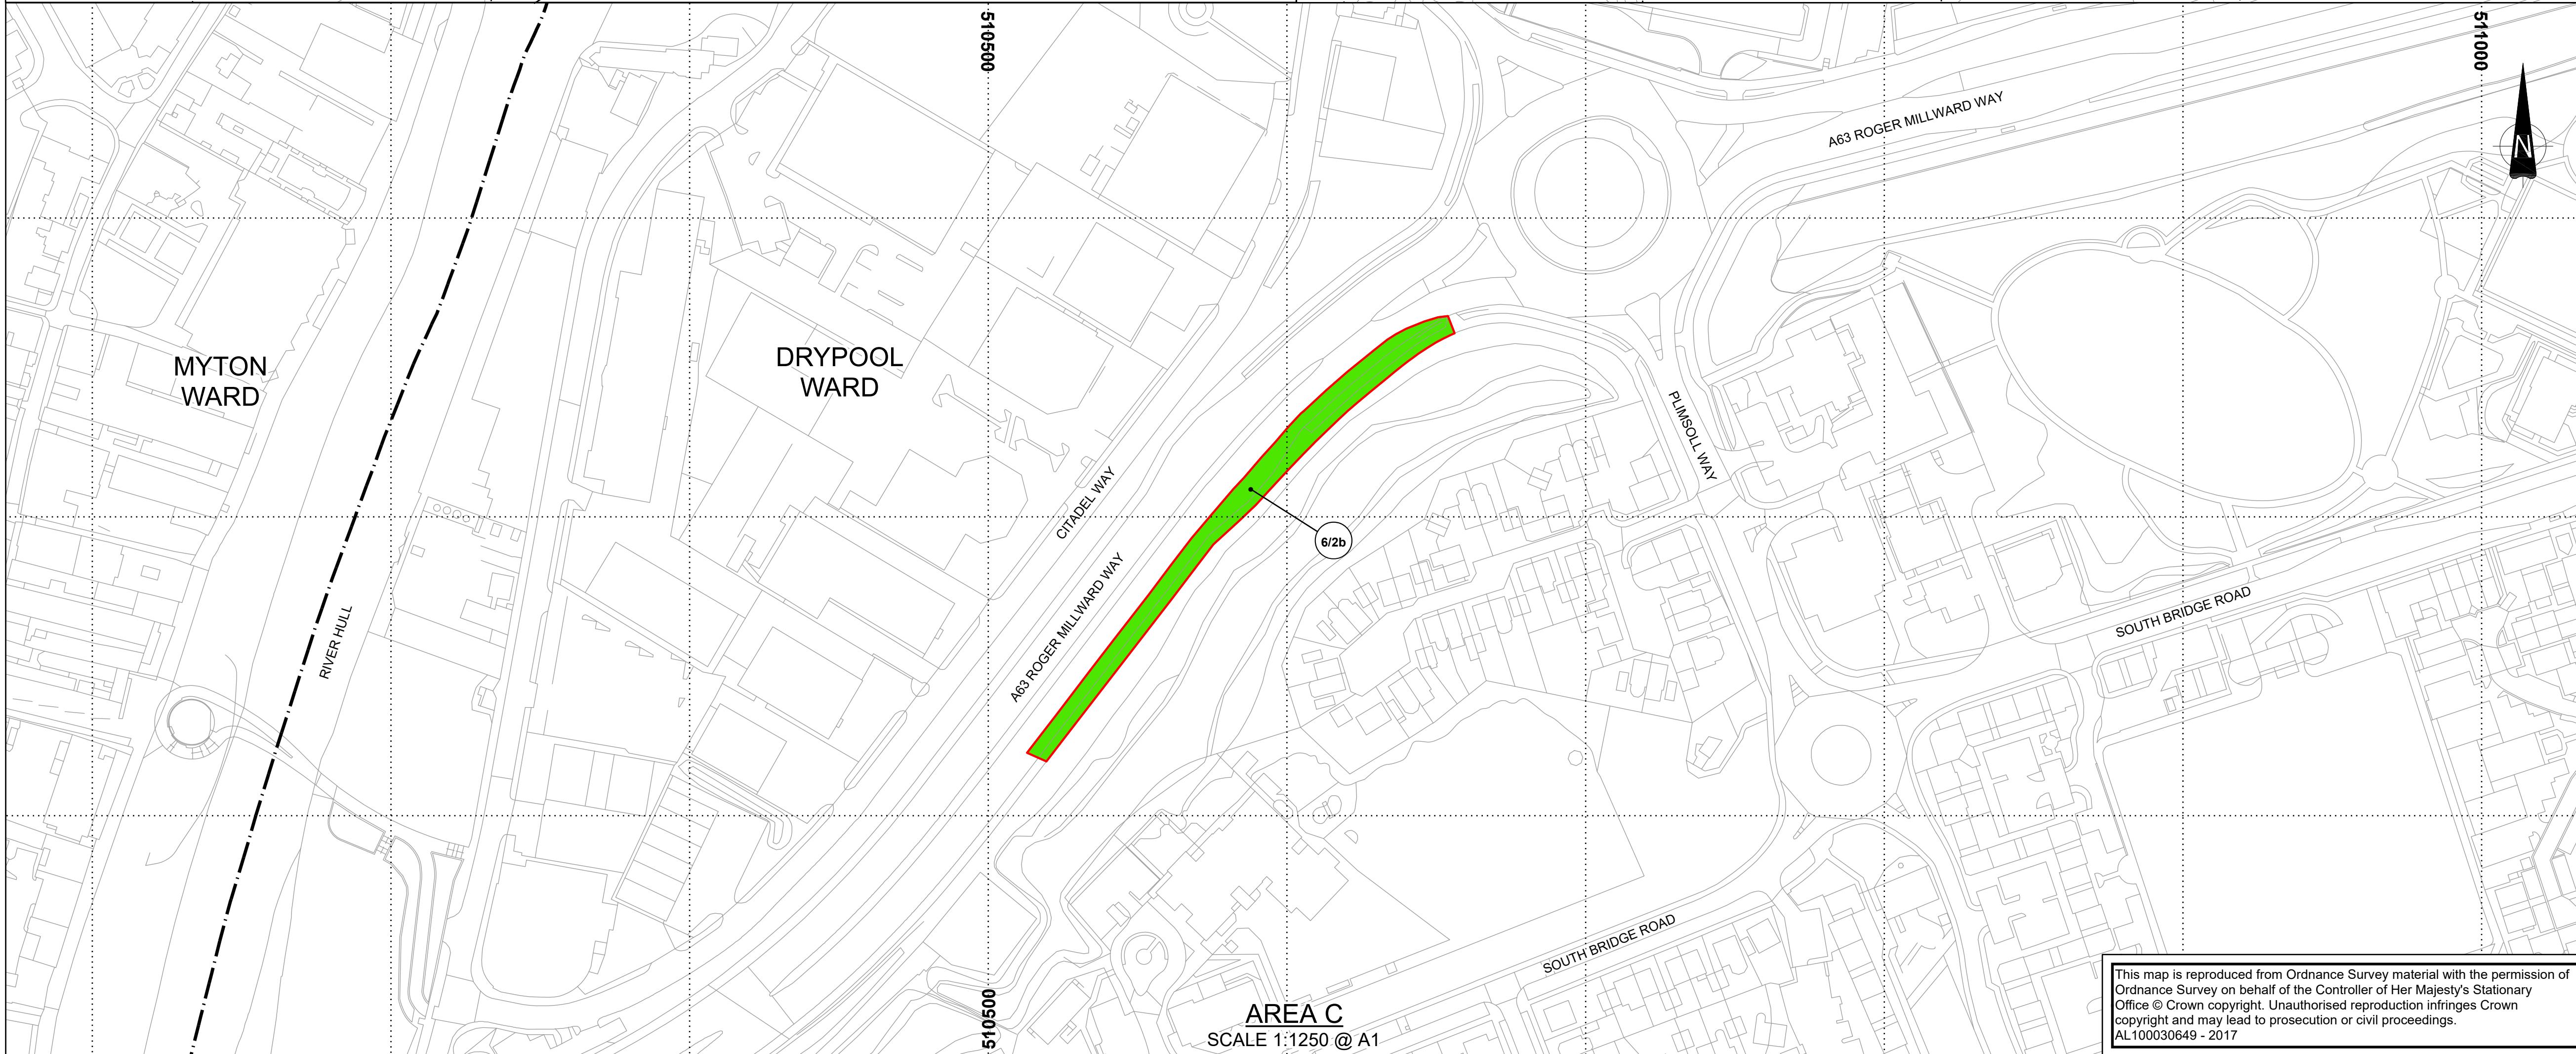 510500
511000
N
A63 ROGER MILLWARD WAY
MYTON
WARD
DRYPOOL
WARD
PLIMSOLL WAY
CITADEL WAY
6/2b
A63 ROGER MILLWARD WAY
RIVER HULL
SOUTH BRIDGE ROAD
SOUTH BRIDGE ROAD
510500
AREA C
SCALE 1:1250 @ A1
This map is reproduced from Ordnance Survey material with the permission of
Ordnance Survey on behalf of the Controller of Her Majesty's Stationary
Office © Crown copyright. Unauthorised reproduction infringes Crown
copyright and may lead to prosecution or civil proceedings.
AL100030649 - 2017